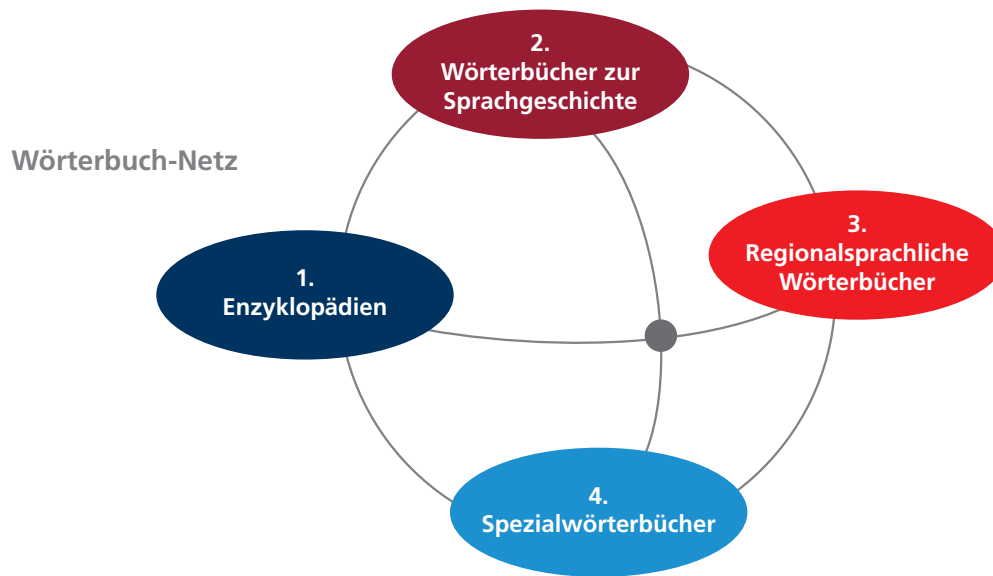 Wörterbuch-Netz
1.
Enzyklopädien
2.
Wörterbücher zur
Sprachgeschichte
3.
Regionalsprachliche
Wörterbücher
4.
Spezialwörterbücher